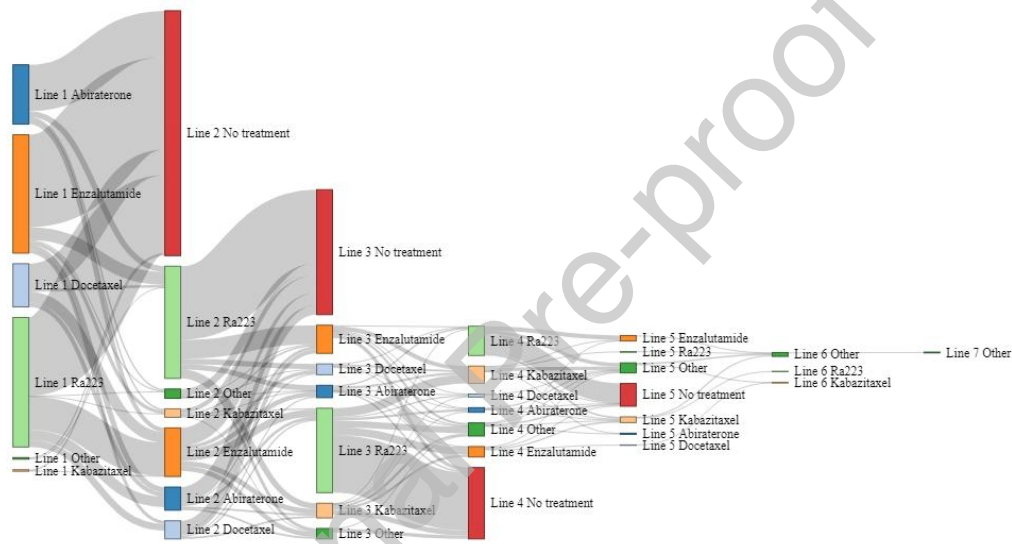 Line 1 Abiraterone
Line 1 Enzalutamide
Line 1 Docetaxel
Line 1 Ra223
Line 1 Other
Line 1 Kabazitaxel
Line 2 No treatment
Line 2 Ra223
Line 2 Other
Line 2 Kabazitaxel
Line 2 Enzalutamide
Line 2 Abiraterone
Line 2 Docetaxel
Line 3 No treatment
Line 3 Enzalutamide
Line 3 Docetaxel
Line 3 Abiraterone
Line 3 Ra223
Line 3 Kabazitaxel
Line 3 Other
Line 4 Ra223
Line 4 Kabazitaxel
Line 4 Docetaxel
Line 4 Abiraterone
Line 4 Other
Line 4 Enzalutamide
Line 4 No treatment
Line 5 Enzalutamide
Line 5 Ra223
Line 5 Other
Line 5 No treatment
Line 5 Kabazitaxel
Line 5 Abiraterone
Line 5 Docetaxel
Line 6 Other
Line 6 Ra223
Line 6 Kabazitaxel
Line 7 Other
Pre-proof